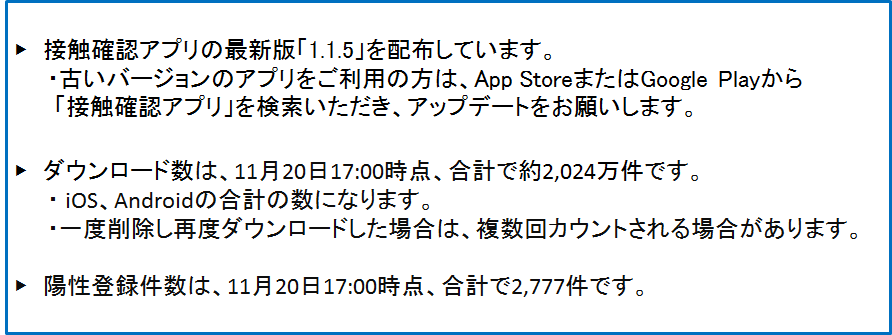 ▶ 接触確認アプリの最新版「1.1.5」を配布しています。
・古いバージョンのアプリをご利用の方は、App StoreまたはGoogle Playから
「接触確認アプリ」を検索いただき、アップデートをお願いします。
▶ ダウンロード数は、11月20日17:00時点、合計で約2,024万件です。
・ iOS、Androidの合計の数になります。
・一度削除し再度ダウンロードした場合は、複数回カウントされる場合があります。
▶ 陽性登録件数は、11月20日17:00時点、合計で2,777件です。